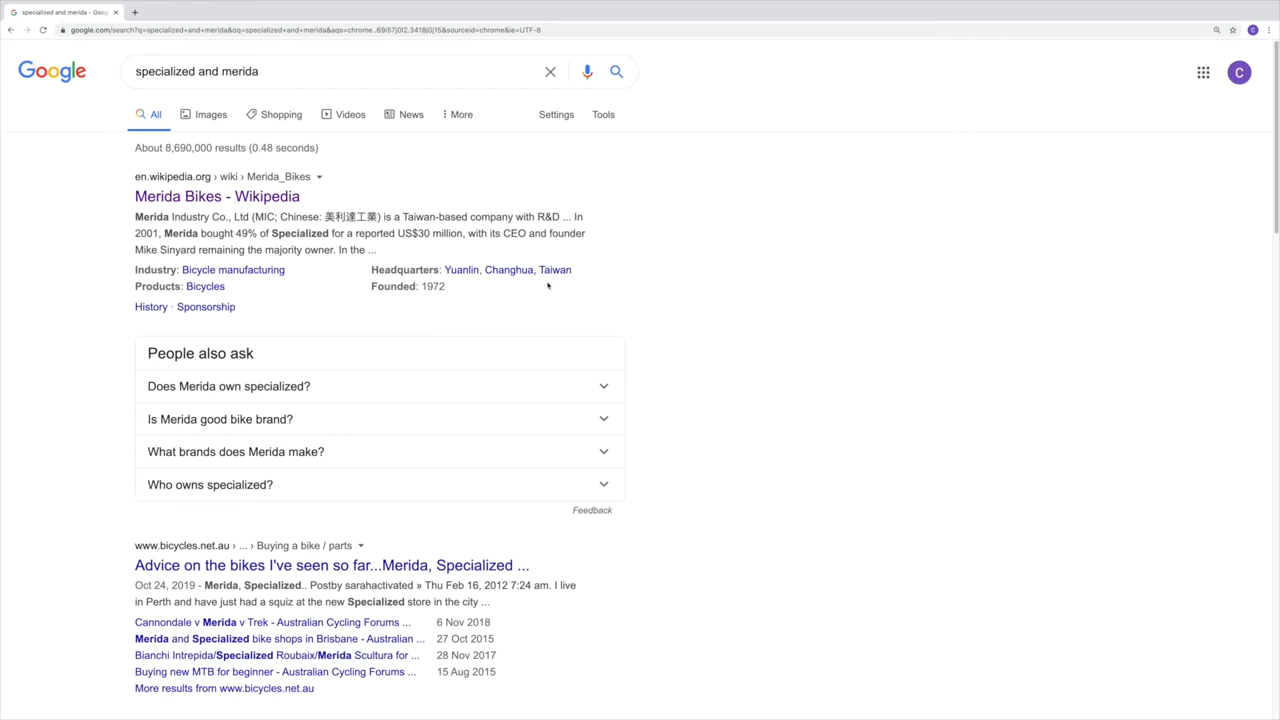 specialized and merida - Goog
google.com/search?q=specialized+and+merida&oq=specialized+and+merida&aqs=chrome..69i57j0l2.3418j0j15&sourceid=chrome&ie=UTF-8
Google
specialized and merida
C
All Images Shopping Videos News More Settings Tools
About 8,690,000 results (0.48 seconds)
en.wikipedia.org › wiki › Merida_Bikes
Merida Bikes - Wikipedia
Merida Industry Co., Ltd (MIC; Chinese: 美利達工業) is a Taiwan-based company with R&D ... In
2001, Merida bought 49% of Specialized for a reported US$30 million, with its CEO and founder
Mike Sinyard remaining the majority owner. In the ...
Industry: Bicycle manufacturing Headquarters: Yuanlin, Changhua, Taiwan
Products: Bicycles Founded: 1972
History · Sponsorship
People also ask
Does Merida own specialized?
Is Merida good bike brand?
What brands does Merida make?
Who owns specialized?
Feedback
www.bicycles.net.au › ... › Buying a bike / parts
Advice on the bikes I've seen so far...Merida, Specialized ...
Oct 24, 2019 - Merida, Specialized.. Postby sarahactivated » Thu Feb 16, 2012 7:24 am. I live
in Perth and have just had a squiz at the new Specialized store in the city ...
Cannondale v Merida v Trek - Australian Cycling Forums ... 6 Nov 2018
Merida and Specialized bike shops in Brisbane - Australian ... 27 Oct 2015
Bianchi Intrepida/Specialized Roubaix/Merida Scultura for ... 28 Nov 2017
Buying new MTB for beginner - Australian Cycling Forums ... 15 Aug 2015
More results from www.bicycles.net.au